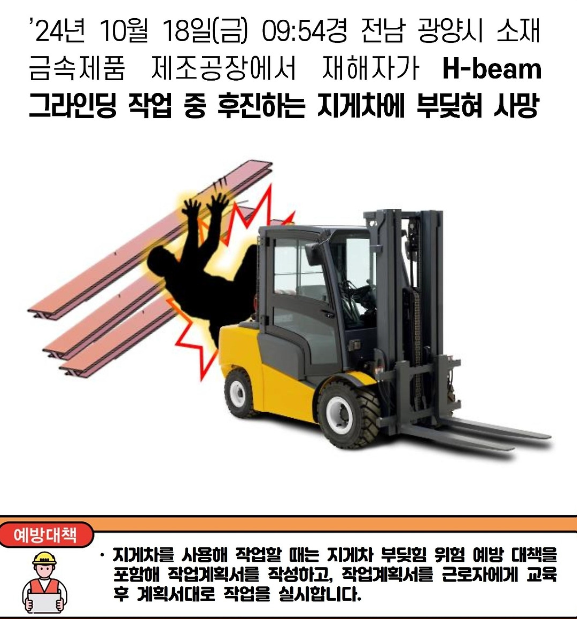 ’24년 10월 18일(금) 09:54경 전남 광양시 소재
금속제품 제조공장에서 재해자가 H-beam
그라인딩 작업 중 후진하는 지게차에 부딪혀 사망
예방대책
· 지게차를 사용해 작업할 때는 지게차 부딪힘 위험 예방 대책을
포함해 작업계획서를 작성하고, 작업계획서를 근로자에게 교육
후 계획서대로 작업을 실시합니다.